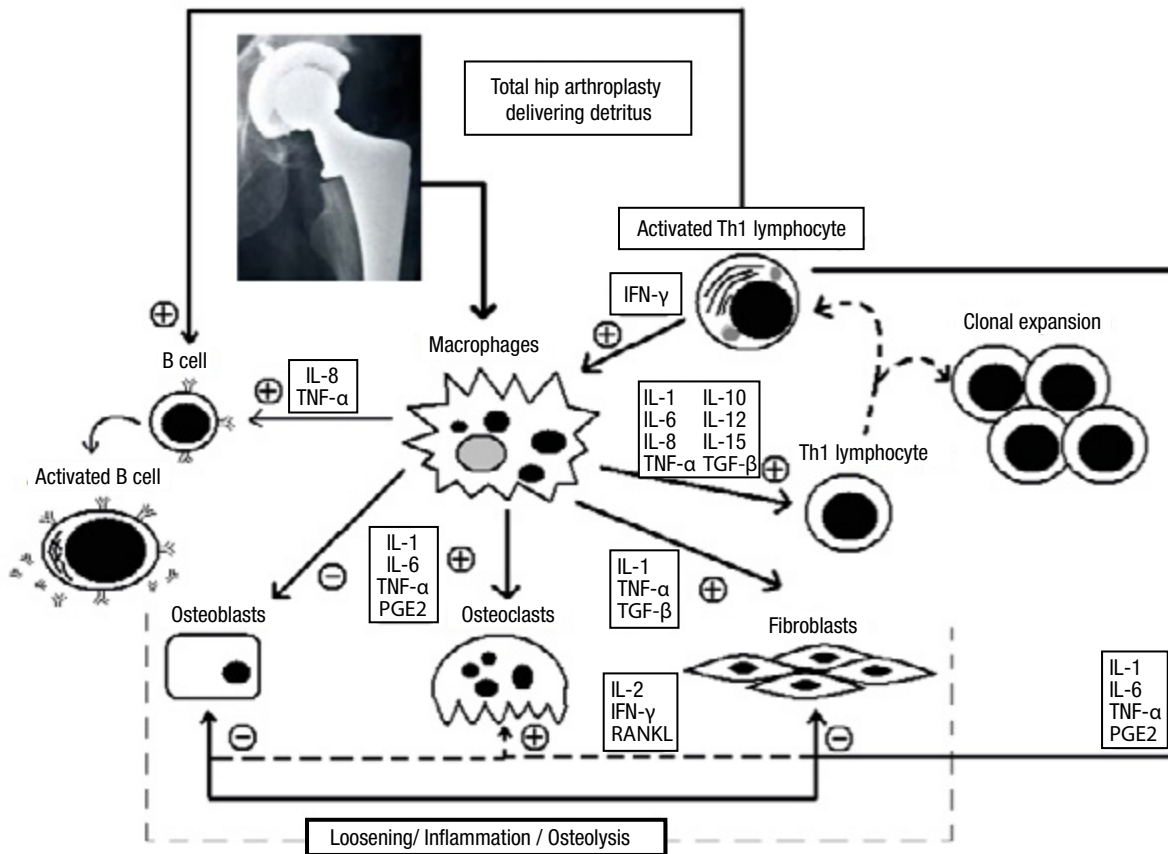 Total hip arthroplasty
delivering detritus
Activated Th1 lymphocyte
IFN-γ
⊕
Clonal expansion
⊕
B cell
Macrophages
⊕
IL-8
TNF-α
IL-1 IL-10
IL-6 IL-12
IL-8 IL-15
TNF-α TGF-β
⊕
Th1 lymphocyte
Activated B cell
⊖
IL-1
IL-6
TNF-α
PGE2
⊕
IL-1
TNF-α
TGF-β
⊕
Osteoblasts
Osteoclasts
Fibroblasts
IL-2
IFN-γ
RANKL
IL-1
IL-6
TNF-α
PGE2
⊖
⊕
⊖
Loosening/ Inflammation / Osteolysis